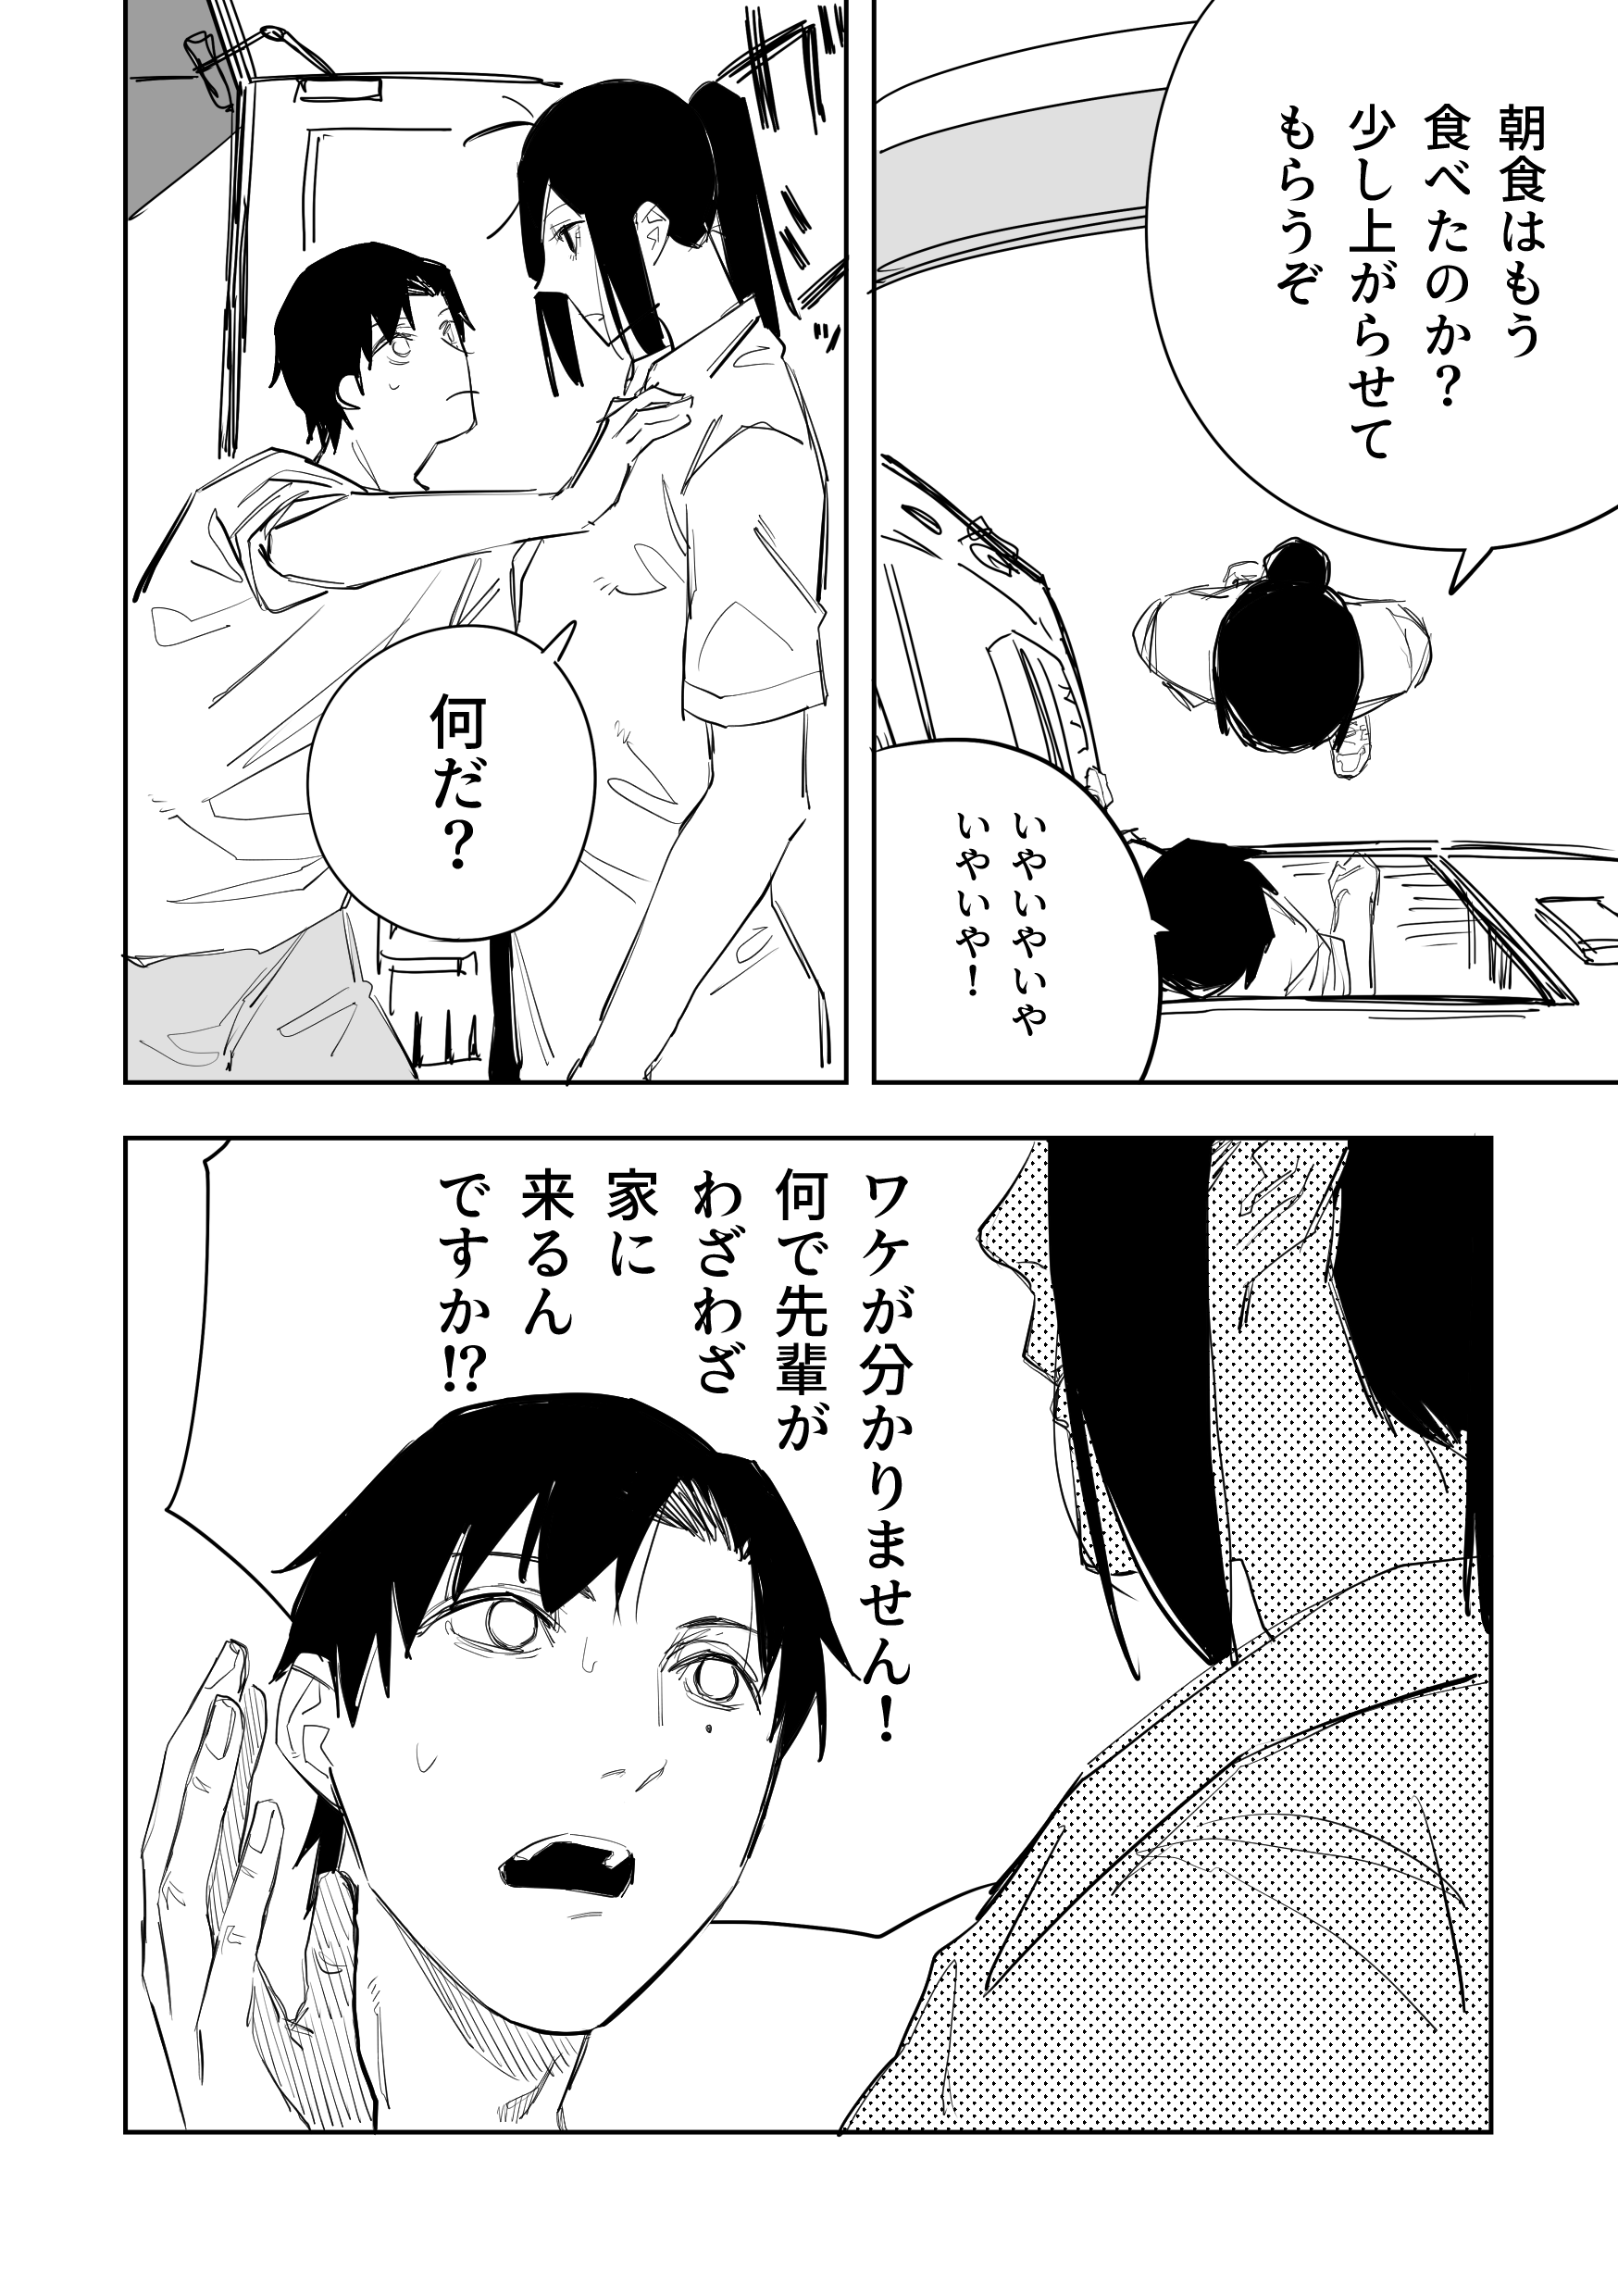 朝食はもう
食べたのか?
少し上がらせて
もらうぞ
いやいやいや
いやいや!
何だ?
ワケが分かりません!
何で先輩が
わざわざ
家に
来るん
ですか!?